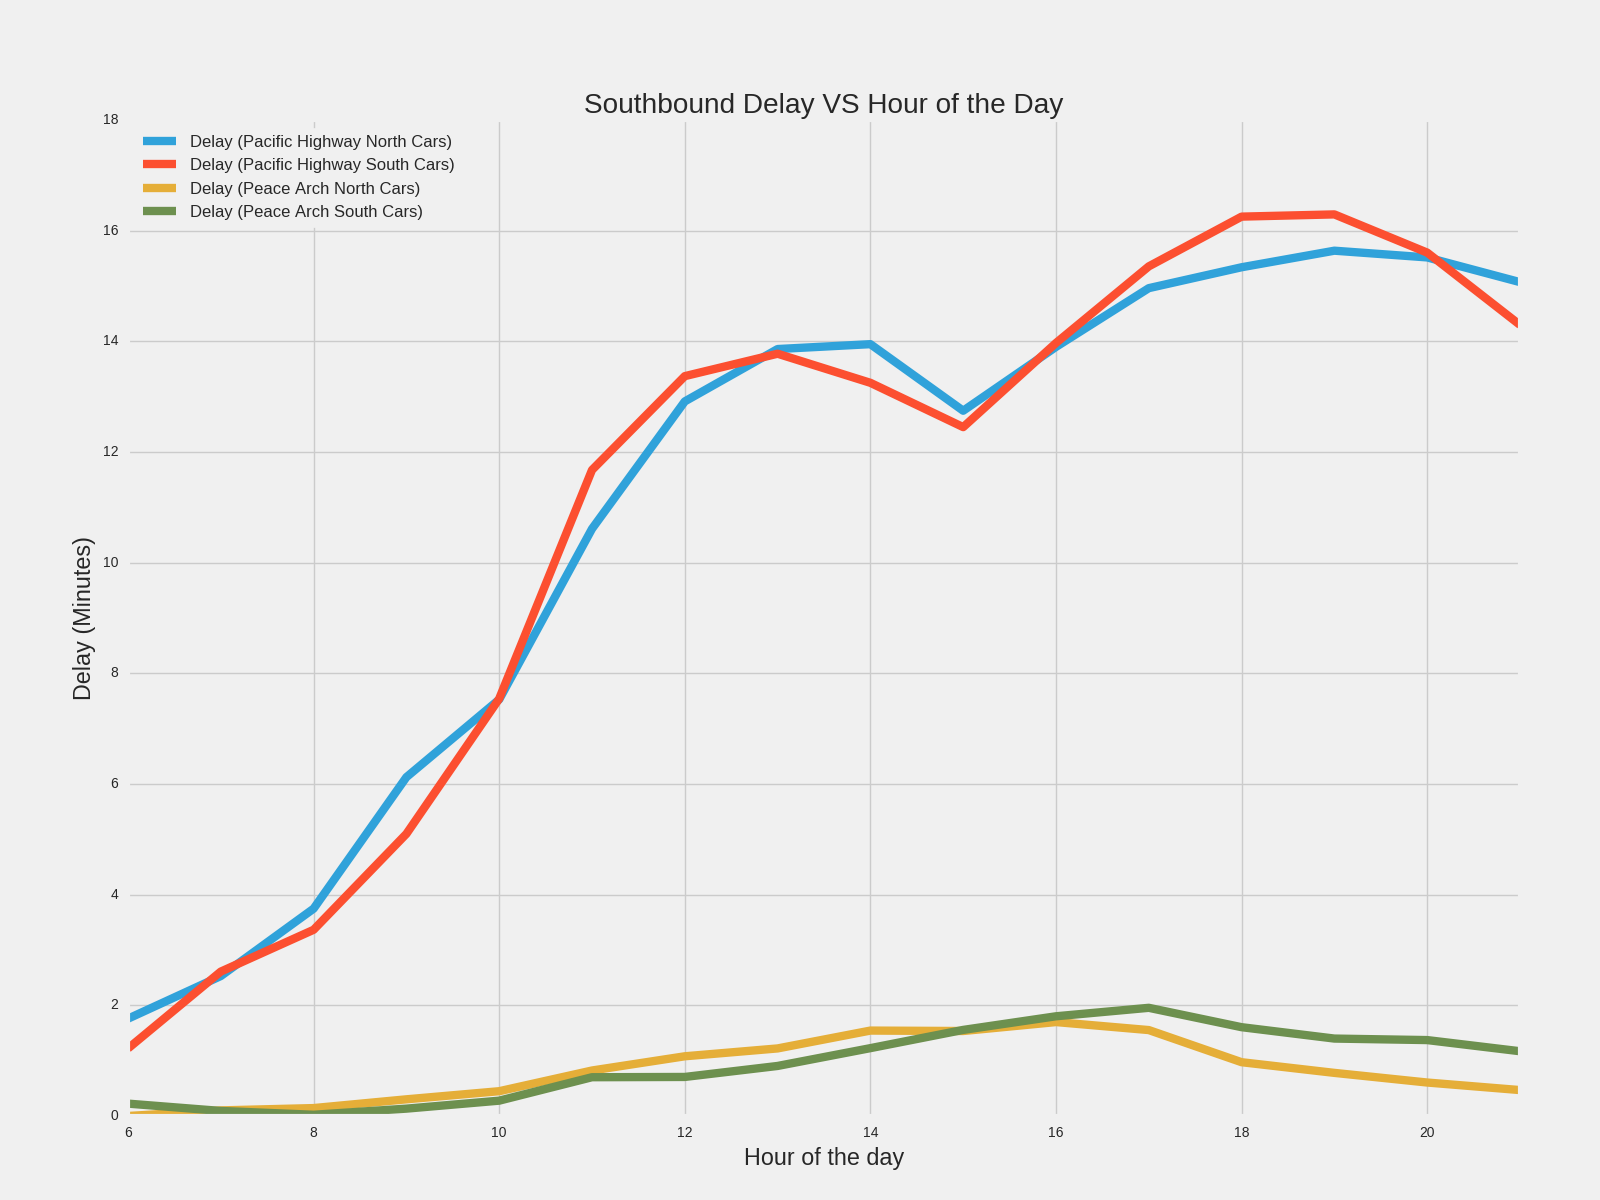 Southbound Delay VS Hour of the Day
18
Delay (Pacific Highway North Cars)
Delay (Pacific Highway South Cars)
Delay (Peace Arch North Cars)
Delay (Peace Arch South Cars)
16
14
12
10
8
6
4
2
0
Delay (Minutes)
6 8 10 12 14 16 18 20
Hour of the day